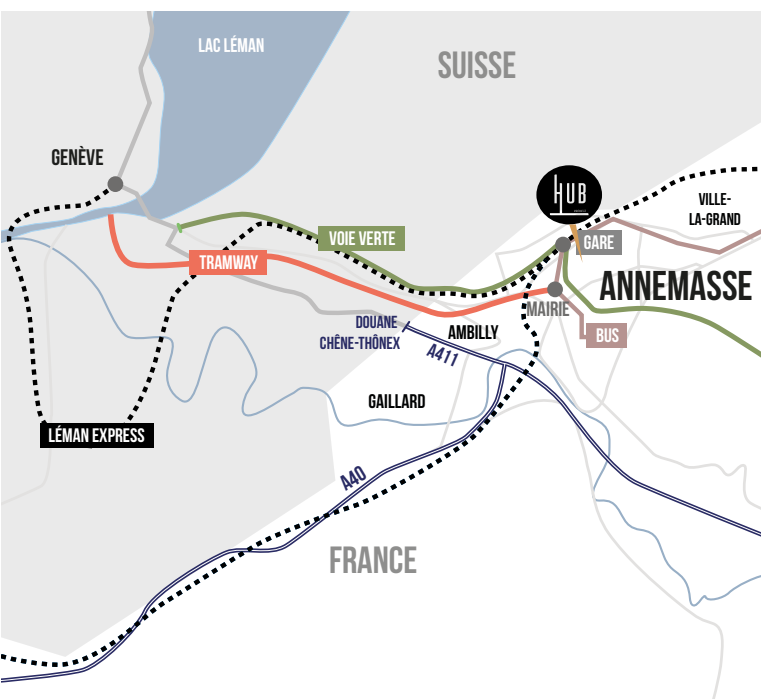 LAC LÉMAN
SUISSE
GENÈVE
HUB
VILLE-
LA-GRAND
VOIE VERTE
GARE
TRAMWAY
ANNEMASSE
MAIRIE
DOUANE
CHÊNE-THÔNEX
AMBILLY
BUS
A411
GAILLARD
LÉMAN EXPRESS
A40
FRANCE